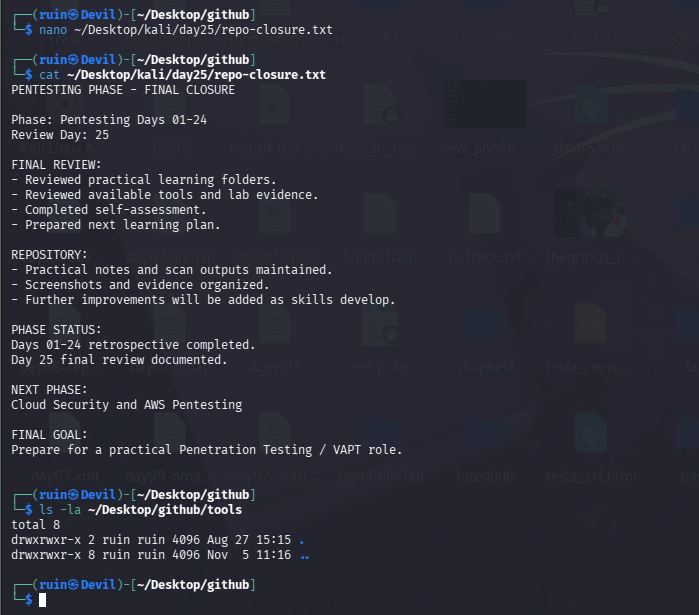 ┌──(ruin㉿Devil)-[~/Desktop/github]
└─$ nano ~/Desktop/kali/day25/repo-closure.txt
┌──(ruin㉿Devil)-[~/Desktop/github]
└─$ cat ~/Desktop/kali/day25/repo-closure.txt
PENTESTING PHASE - FINAL CLOSURE
Phase: Pentesting Days 01-24
Review Day: 25
FINAL REVIEW:
- Reviewed practical learning folders.
- Reviewed available tools and lab evidence.
- Completed self-assessment.
- Prepared next learning plan.
REPOSITORY:
- Practical notes and scan outputs maintained.
- Screenshots and evidence organized.
- Further improvements will be added as skills develop.
PHASE STATUS:
Days 01-24 retrospective completed.
Day 25 final review documented.
NEXT PHASE:
Cloud Security and AWS Pentesting
FINAL GOAL:
Prepare for a practical Penetration Testing / VAPT role.
┌──(ruin㉿Devil)-[~/Desktop/github]
└─$ ls -la ~/Desktop/github/tools
total 8
drwxrwxr-x 2 ruin ruin 4096 Aug 27 15:15 .
drwxrwxr-x 8 ruin ruin 4096 Nov  5 11:16 ..
┌──(ruin㉿Devil)-[~/Desktop/github]
└─$